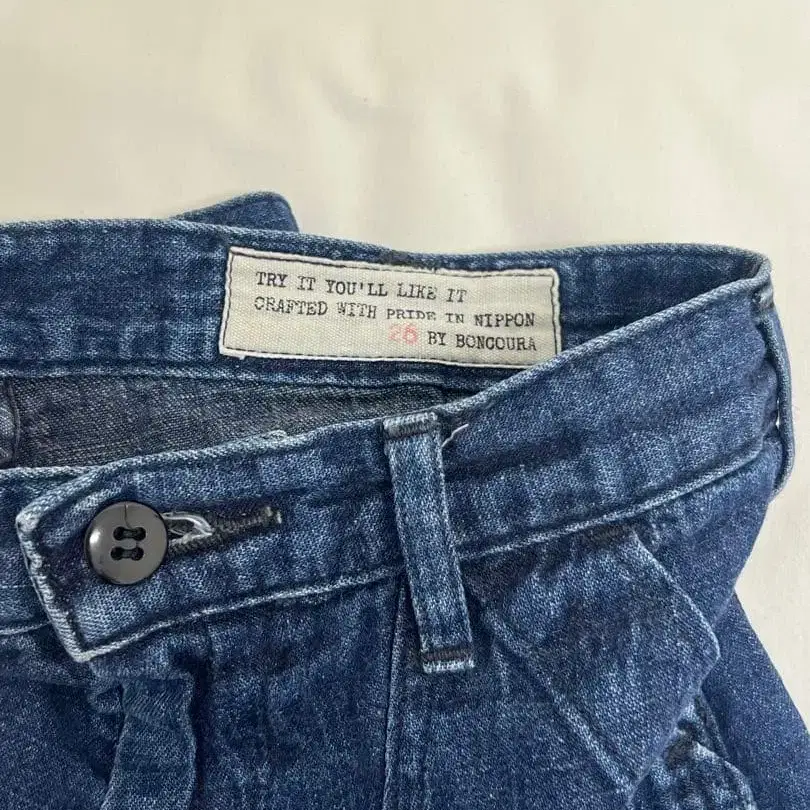 TRY IT YOU'LL LIKE IT
CRAFTED WITH PRIDE IN NIPPON
26 BY BONCOURA